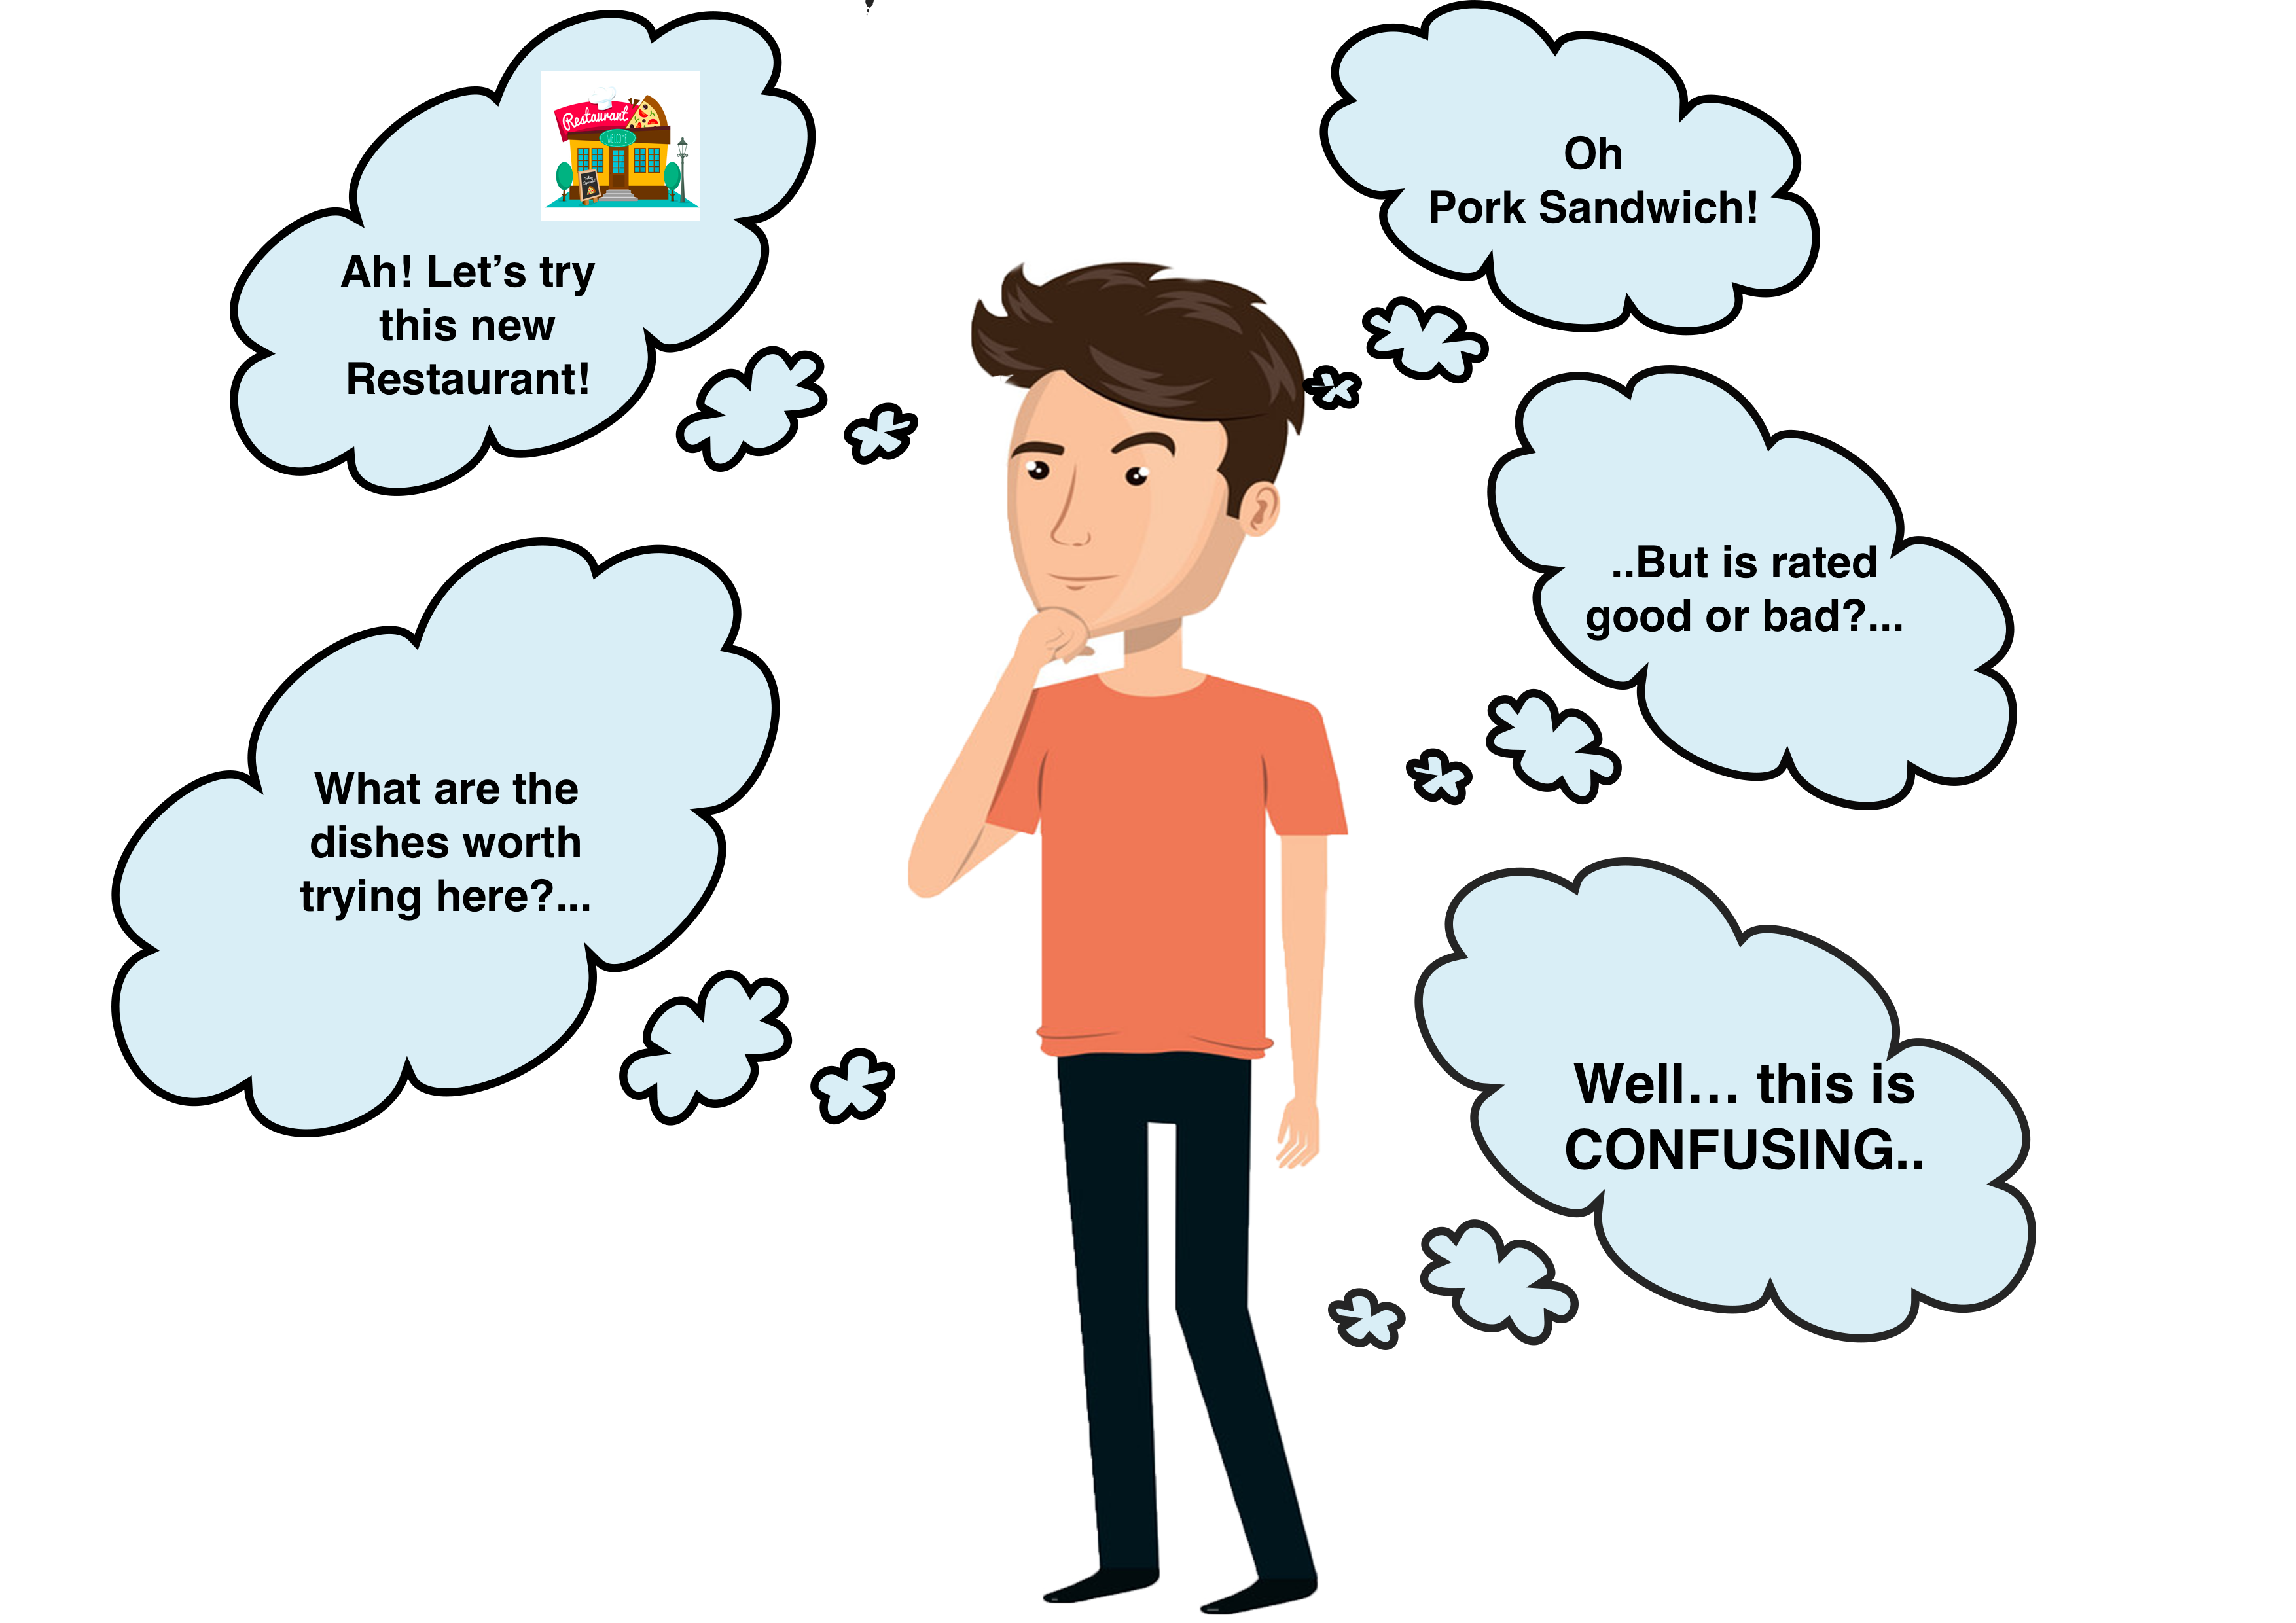 Restaurant
WELCOME
Ah! Let’s try
this new
Restaurant!
What are the
dishes worth
trying here?...
Oh
Pork Sandwich!
..But is rated
good or bad?...
Well… this is
CONFUSING..